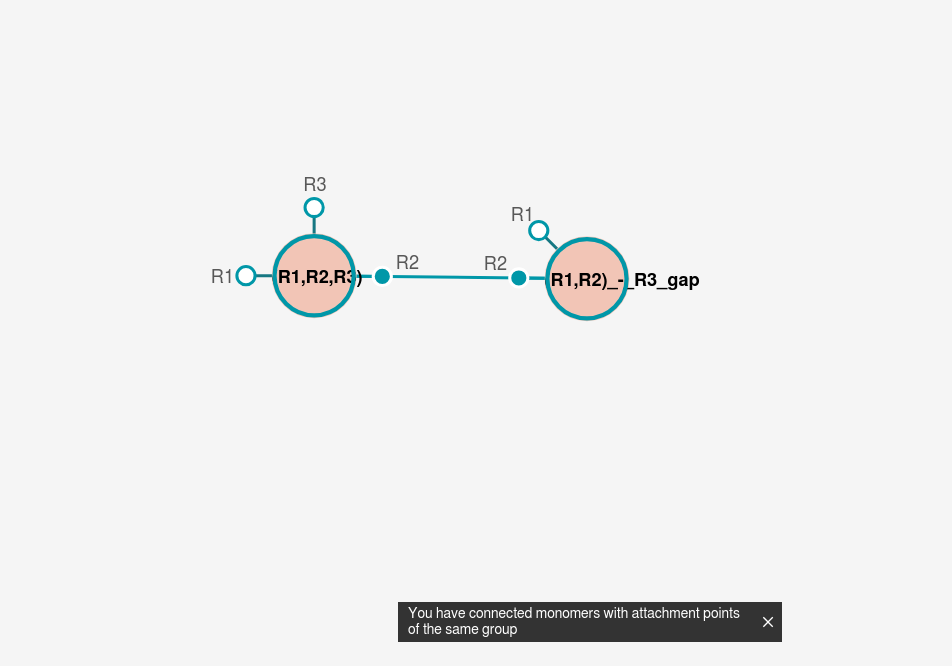 R3
R1
R1,R2,R3)
R2
R2
R1
R1,R2)_-_R3_gap
You have connected monomers with attachment points
of the same group